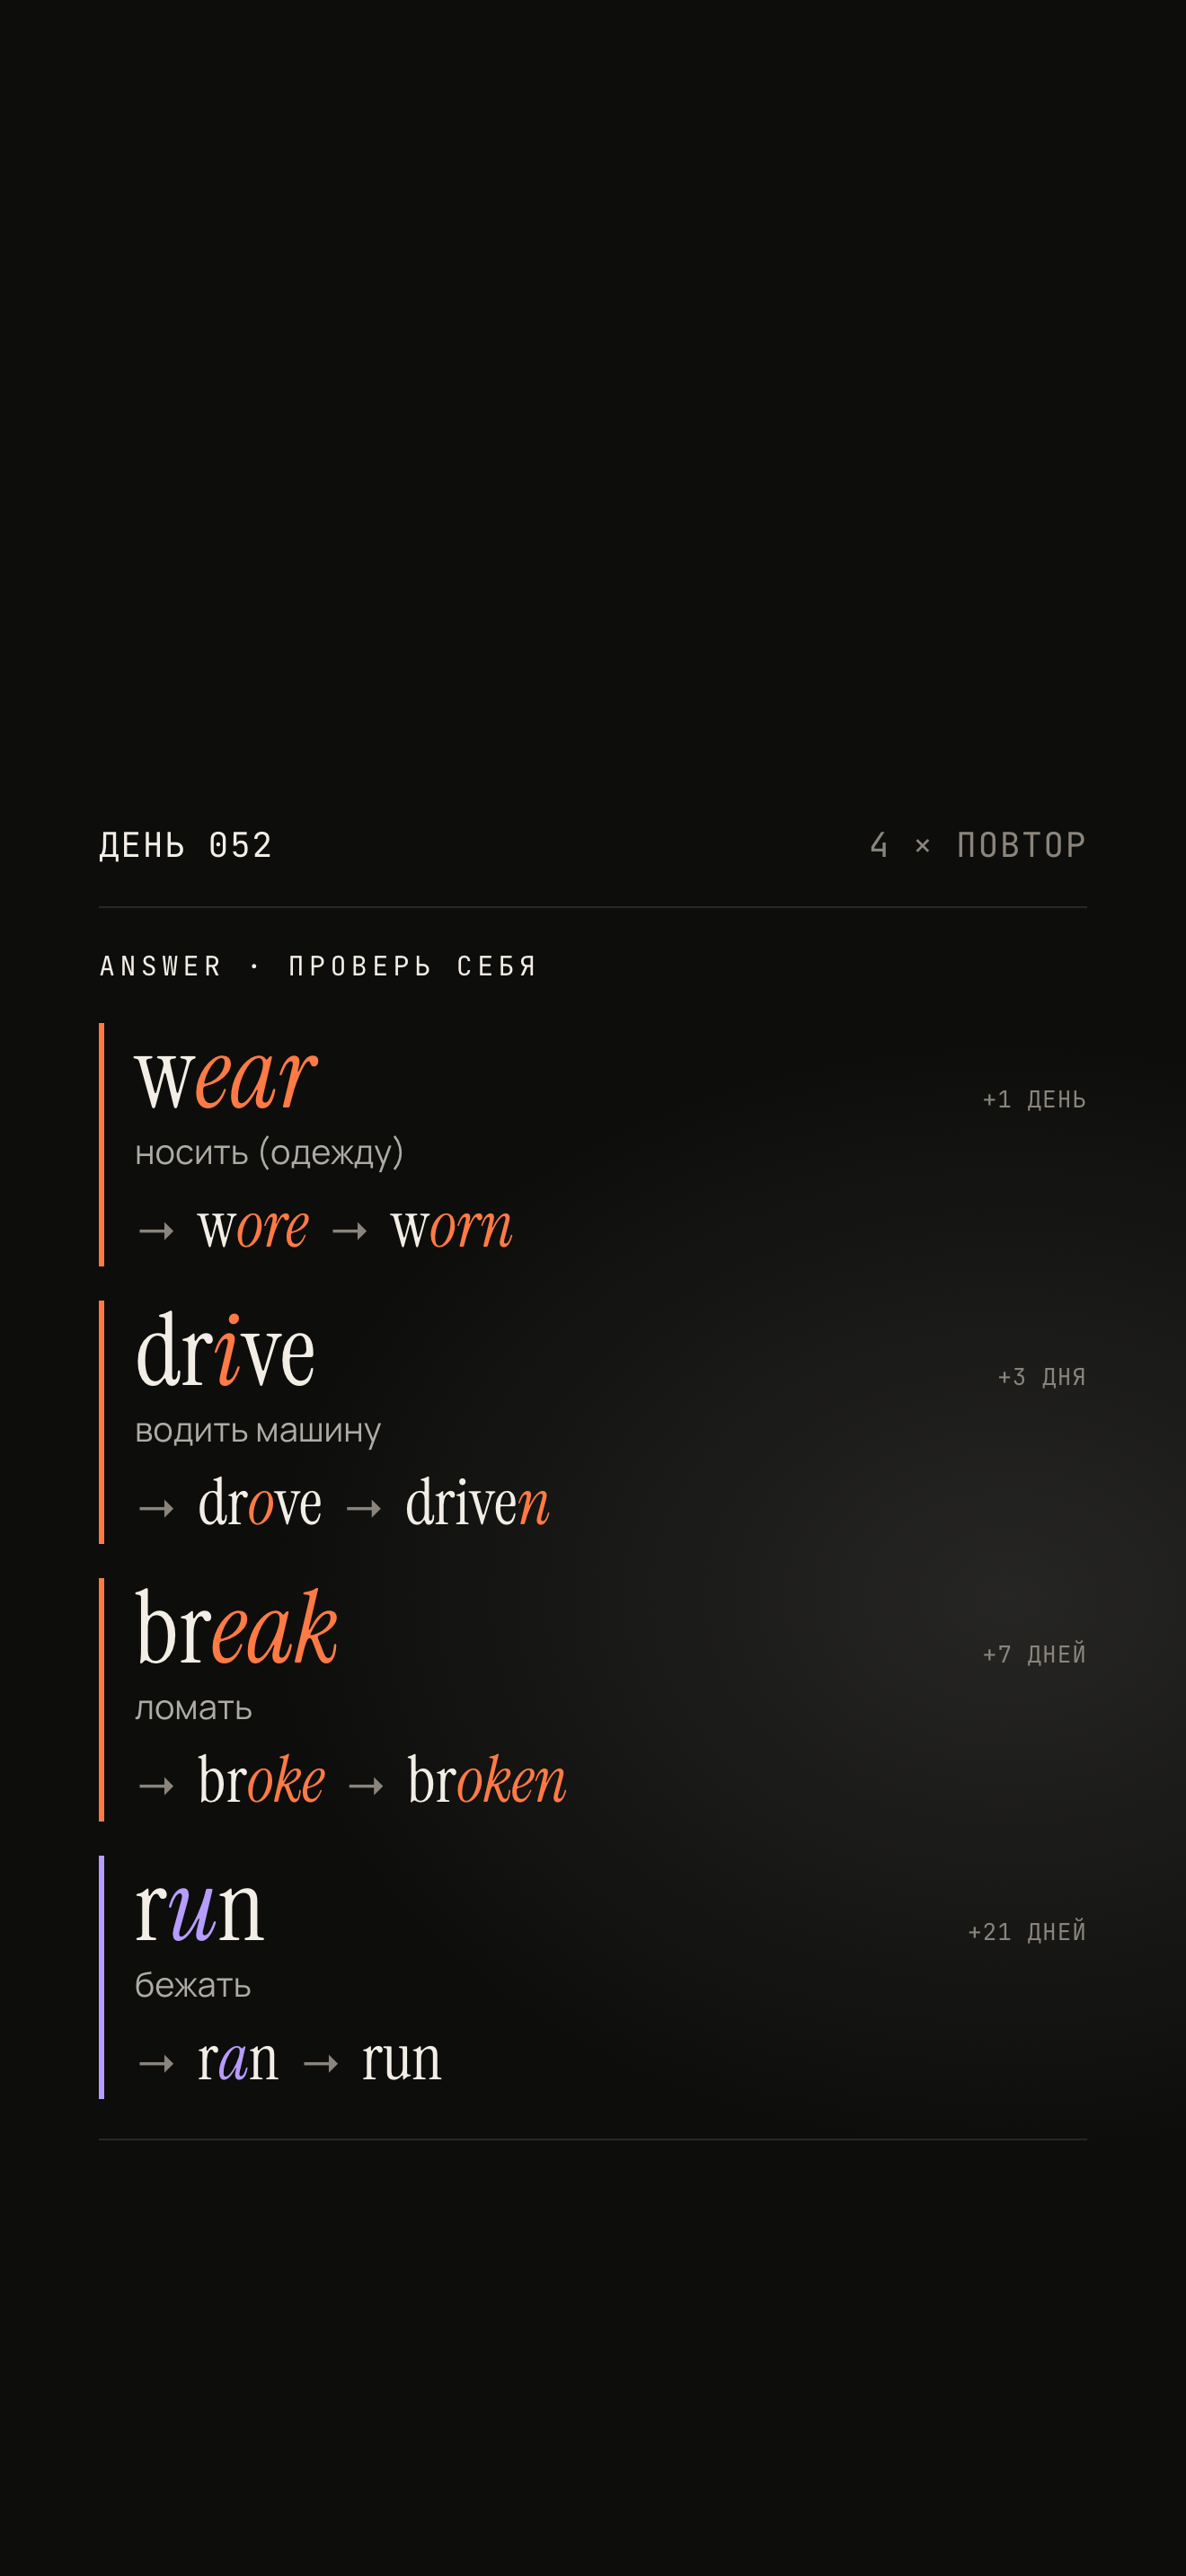 ДЕНЬ 052
4 × ПОВТОР
ANSWER · ПРОВЕРЬ СЕБЯ
wear
+1 ДЕНЬ
носить (одежду)
→ wore → worn
drive
+3 ДНЯ
водить машину
→ drove → driven
break
+7 ДНЕЙ
ломать
→ broke → broken
run
+21 ДНЕЙ
бежать
→ ran → run